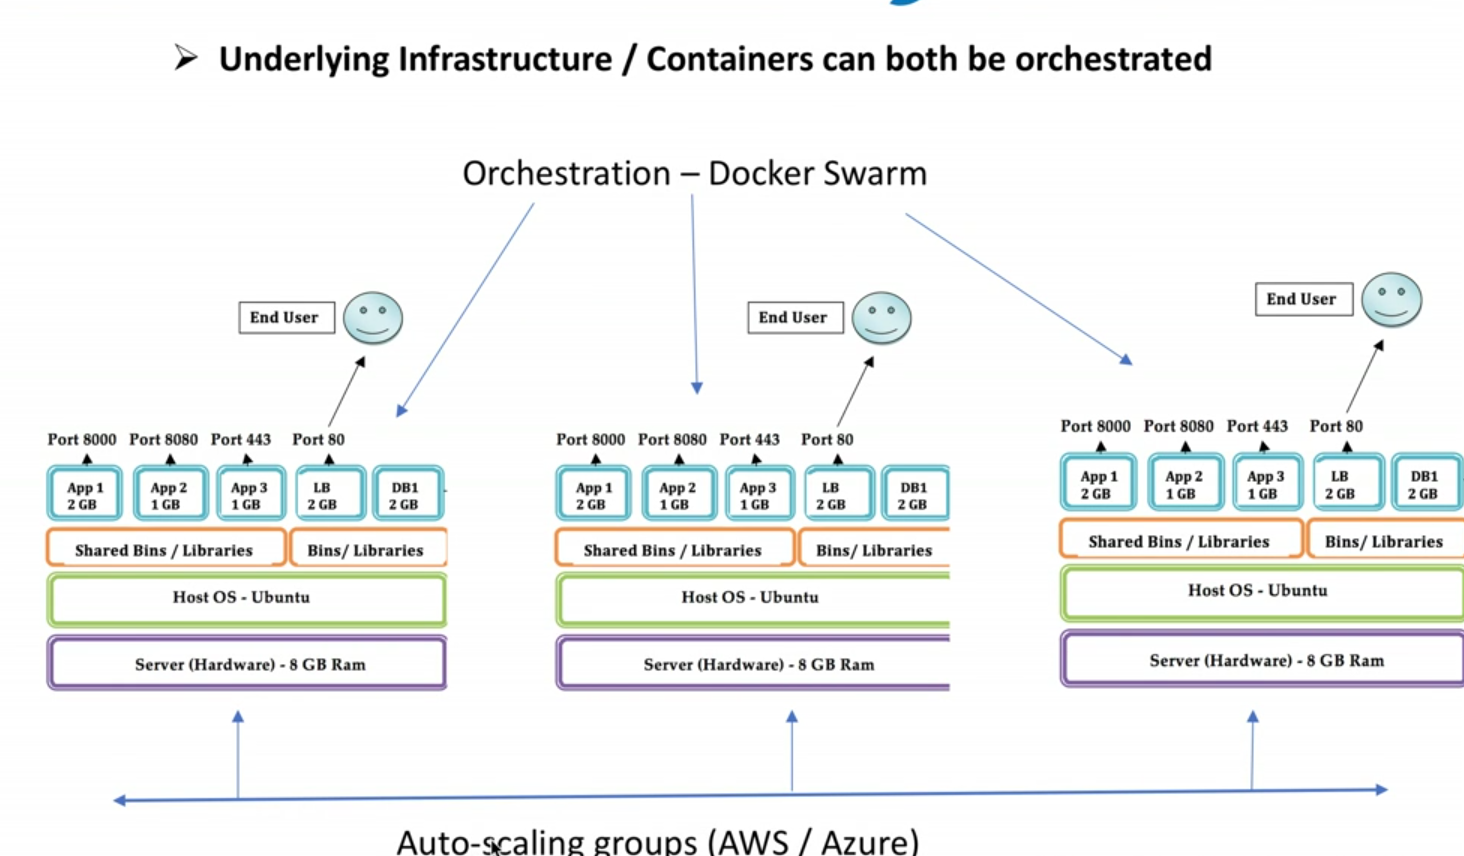 Underlying Infrastructure / Containers can both be orchestrated
Orchestration – Docker Swarm
End User
Port 8000 Port 8080 Port 443 Port 80
App 1
2 GB
App 2
1 GB
App 3
1 GB
LB
2 GB
DB1
2 GB
Shared Bins / Libraries
Bins/ Libraries
Host OS - Ubuntu
Server (Hardware) - 8 GB Ram
End User
Port 8000 Port 8080 Port 443 Port 80
App 1
2 GB
App 2
1 GB
App 3
1 GB
LB
2 GB
DB1
2 GB
Shared Bins / Libraries
Bins/ Libraries
Host OS - Ubuntu
Server (Hardware) - 8 GB Ram
End User
Port 8000 Port 8080 Port 443 Port 80
App 1
2 GB
App 2
1 GB
App 3
1 GB
LB
2 GB
DB1
2 GB
Shared Bins / Libraries
Bins/ Libraries
Host OS - Ubuntu
Server (Hardware) - 8 GB Ram
Auto-scaling groups (AWS / Azure)